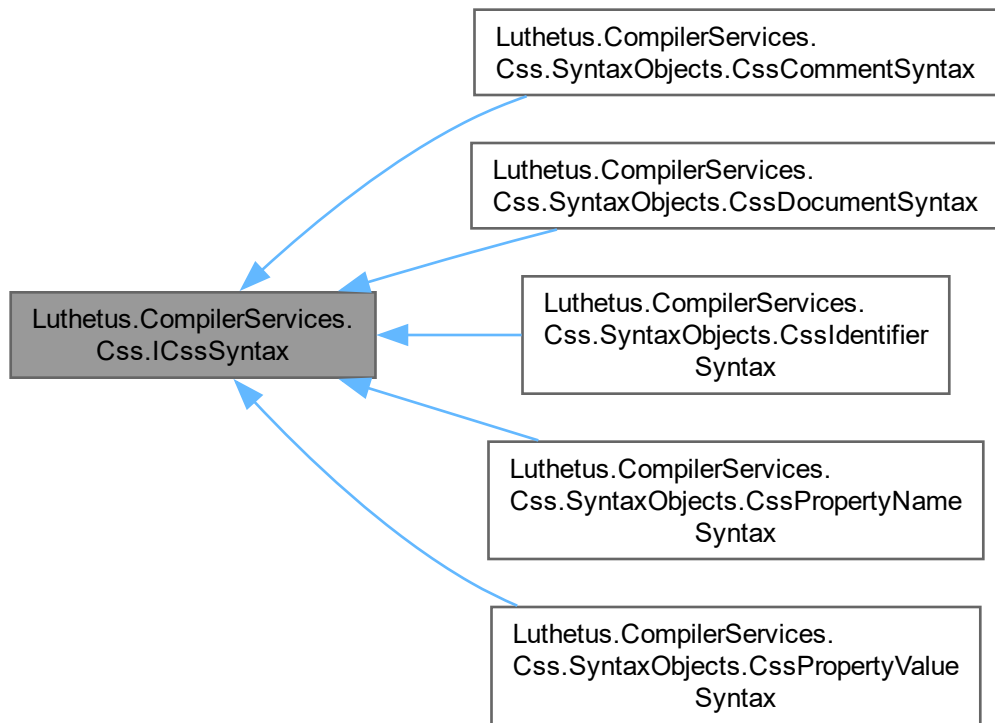 Luthetus.CompilerServices.
Css.SyntaxObjects.CssCommentSyntax
Luthetus.CompilerServices.
Css.SyntaxObjects.CssDocumentSyntax
Luthetus.CompilerServices.
Css.ICssSyntax
Luthetus.CompilerServices.
Css.SyntaxObjects.CssIdentifier
Syntax
Luthetus.CompilerServices.
Css.SyntaxObjects.CssPropertyName
Syntax
Luthetus.CompilerServices.
Css.SyntaxObjects.CssPropertyValue
Syntax